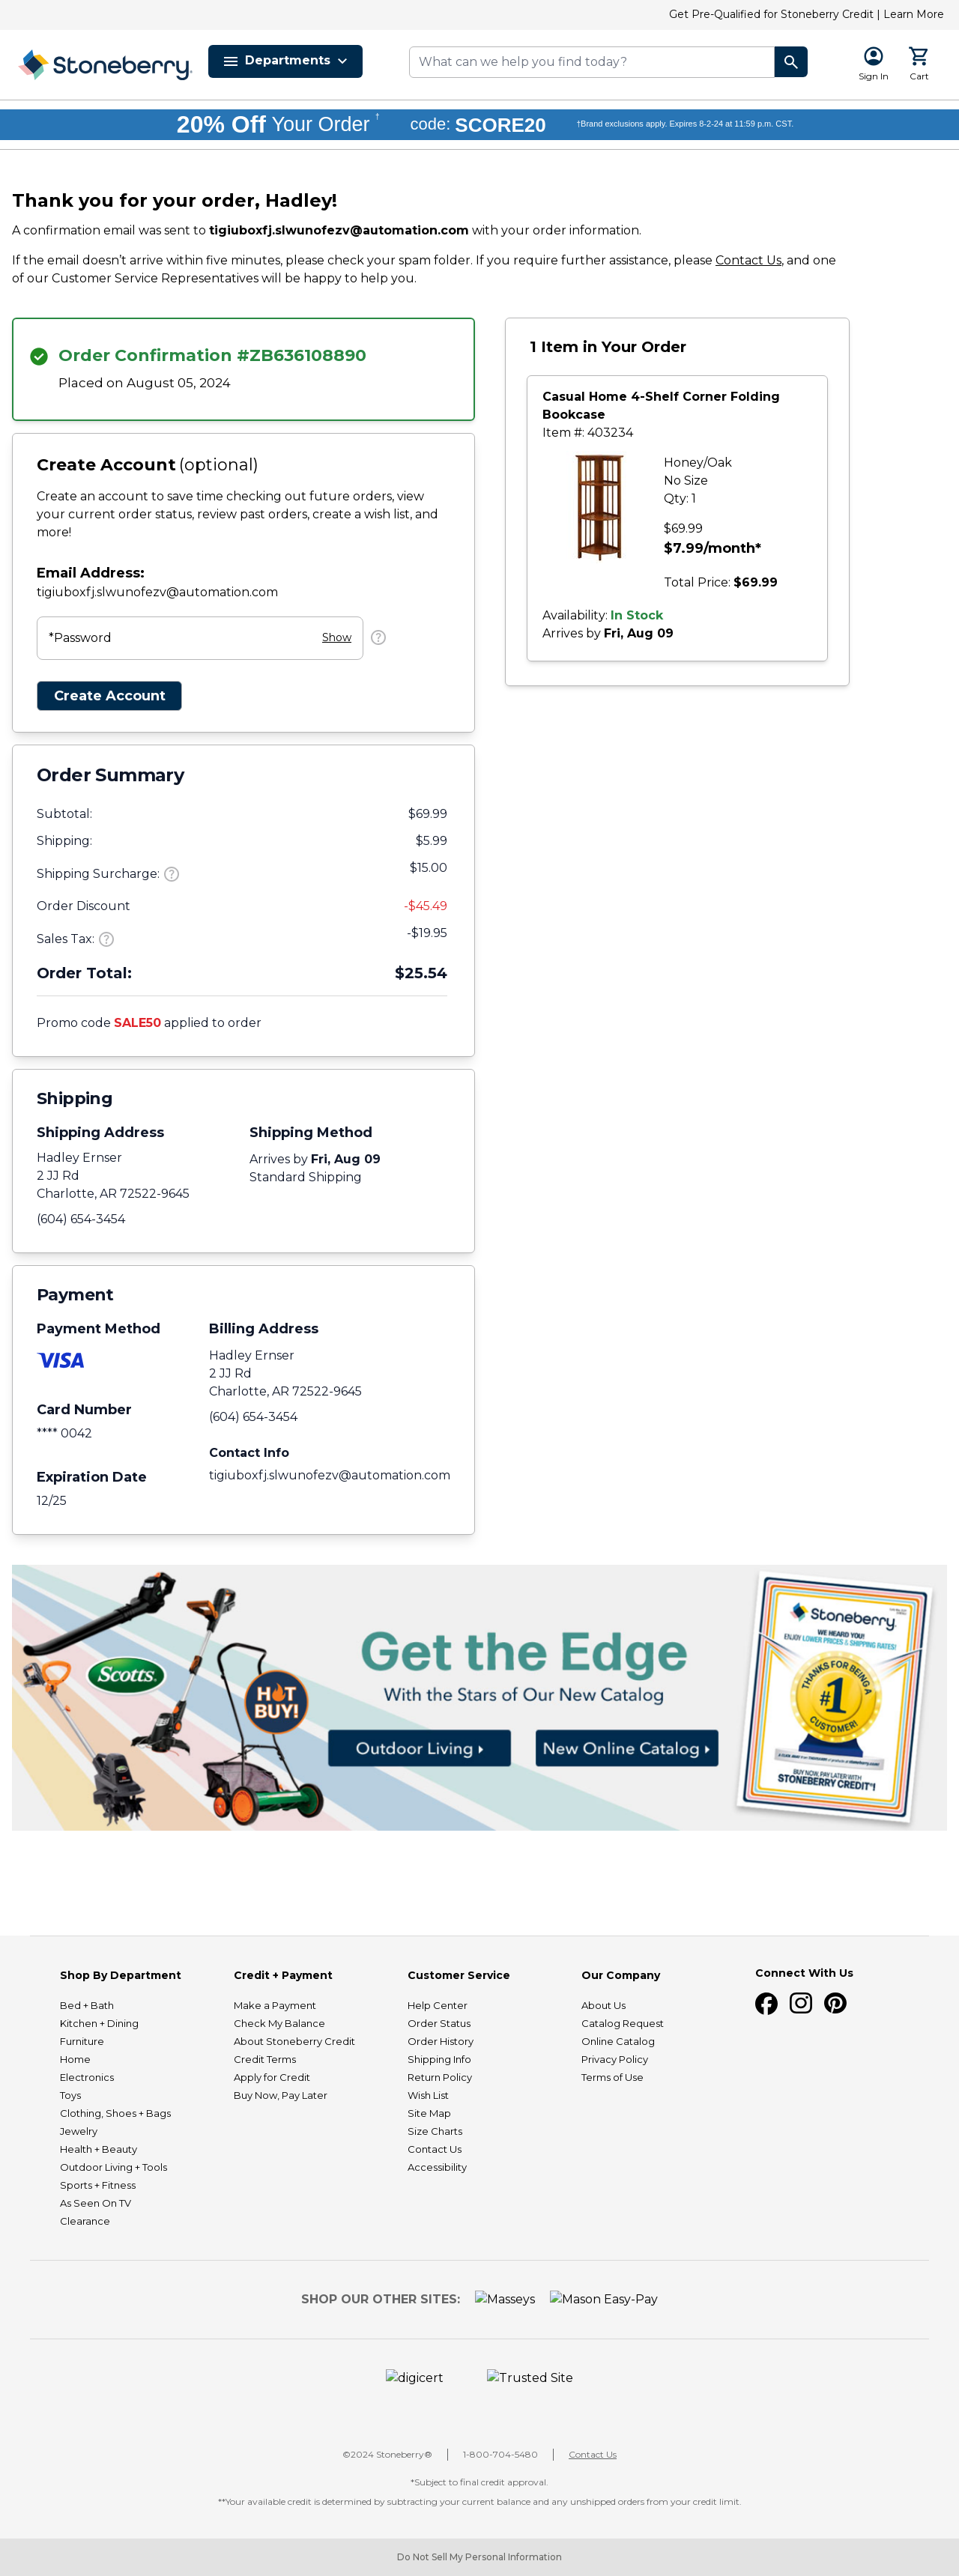 Get Pre-Qualified for Stoneberry Credit | Learn More
Stoneberry.
Departments
What can we help you find today?
Sign In
Cart
20% Off Your Order † code: SCORE20 †Brand exclusions apply. Expires 8-2-24 at 11:59 p.m. CST.
Thank you for your order, Hadley!
A confirmation email was sent to tigiuboxfj.slwunofezv@automation.com with your order information.
If the email doesn’t arrive within five minutes, please check your spam folder. If you require further assistance, please Contact Us, and one
of our Customer Service Representatives will be happy to help you.
Order Confirmation #ZB636108890
Placed on August 05, 2024
Create Account (optional)
Create an account to save time checking out future orders, view
your current order status, review past orders, create a wish list, and
more!
Email Address:
tigiuboxfj.slwunofezv@automation.com
*Password
Show
?
Create Account
Order Summary
Subtotal: $69.99
Shipping: $5.99
Shipping Surcharge: ? $15.00
Order Discount -$45.49
Sales Tax: ? -$19.95
Order Total: $25.54
Promo code SALE50 applied to order
Shipping
Shipping Address
Hadley Ernser
2 JJ Rd
Charlotte, AR 72522-9645
(604) 654-3454
Shipping Method
Arrives by Fri, Aug 09
Standard Shipping
Payment
Payment Method
VISA
Card Number
**** 0042
Expiration Date
12/25
Billing Address
Hadley Ernser
2 JJ Rd
Charlotte, AR 72522-9645
(604) 654-3454
Contact Info
tigiuboxfj.slwunofezv@automation.com
1 Item in Your Order
Casual Home 4-Shelf Corner Folding
Bookcase
Item #: 403234
Honey/Oak
No Size
Qty: 1
$69.99
$7.99/month*
Total Price: $69.99
Availability: In Stock
Arrives by Fri, Aug 09
Scotts
HOT
BUY!
Get the Edge
With the Stars of Our New Catalog
Outdoor Living
New Online Catalog
Stoneberry.
WE HEARD YOU!
ENJOY LOWER PRICES & SHIPPING RATES!
THANKS FOR BEING A
#1
CUSTOMER!
BUY NOW, PAY LATER WITH
STONEBERRY CREDIT*!
Shop By Department
Bed + Bath
Kitchen + Dining
Furniture
Home
Electronics
Toys
Clothing, Shoes + Bags
Jewelry
Health + Beauty
Outdoor Living + Tools
Sports + Fitness
As Seen On TV
Clearance
Credit + Payment
Make a Payment
Check My Balance
About Stoneberry Credit
Credit Terms
Apply for Credit
Buy Now, Pay Later
Customer Service
Help Center
Order Status
Order History
Shipping Info
Return Policy
Wish List
Site Map
Size Charts
Contact Us
Accessibility
Our Company
About Us
Catalog Request
Online Catalog
Privacy Policy
Terms of Use
Connect With Us
SHOP OUR OTHER SITES: Masseys Mason Easy-Pay
digicert Trusted Site
©2024 Stoneberry® | 1-800-704-5480 | Contact Us
*Subject to final credit approval.
**Your available credit is determined by subtracting your current balance and any unshipped orders from your credit limit.
Do Not Sell My Personal Information